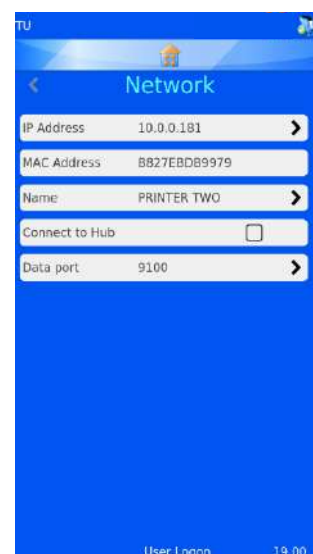 TU
Network
IP Address 10.0.0.181
MAC Address B827EBDB9979
Name PRINTER TWO
Connect to Hub
Data port 9100
User Logon 19.00